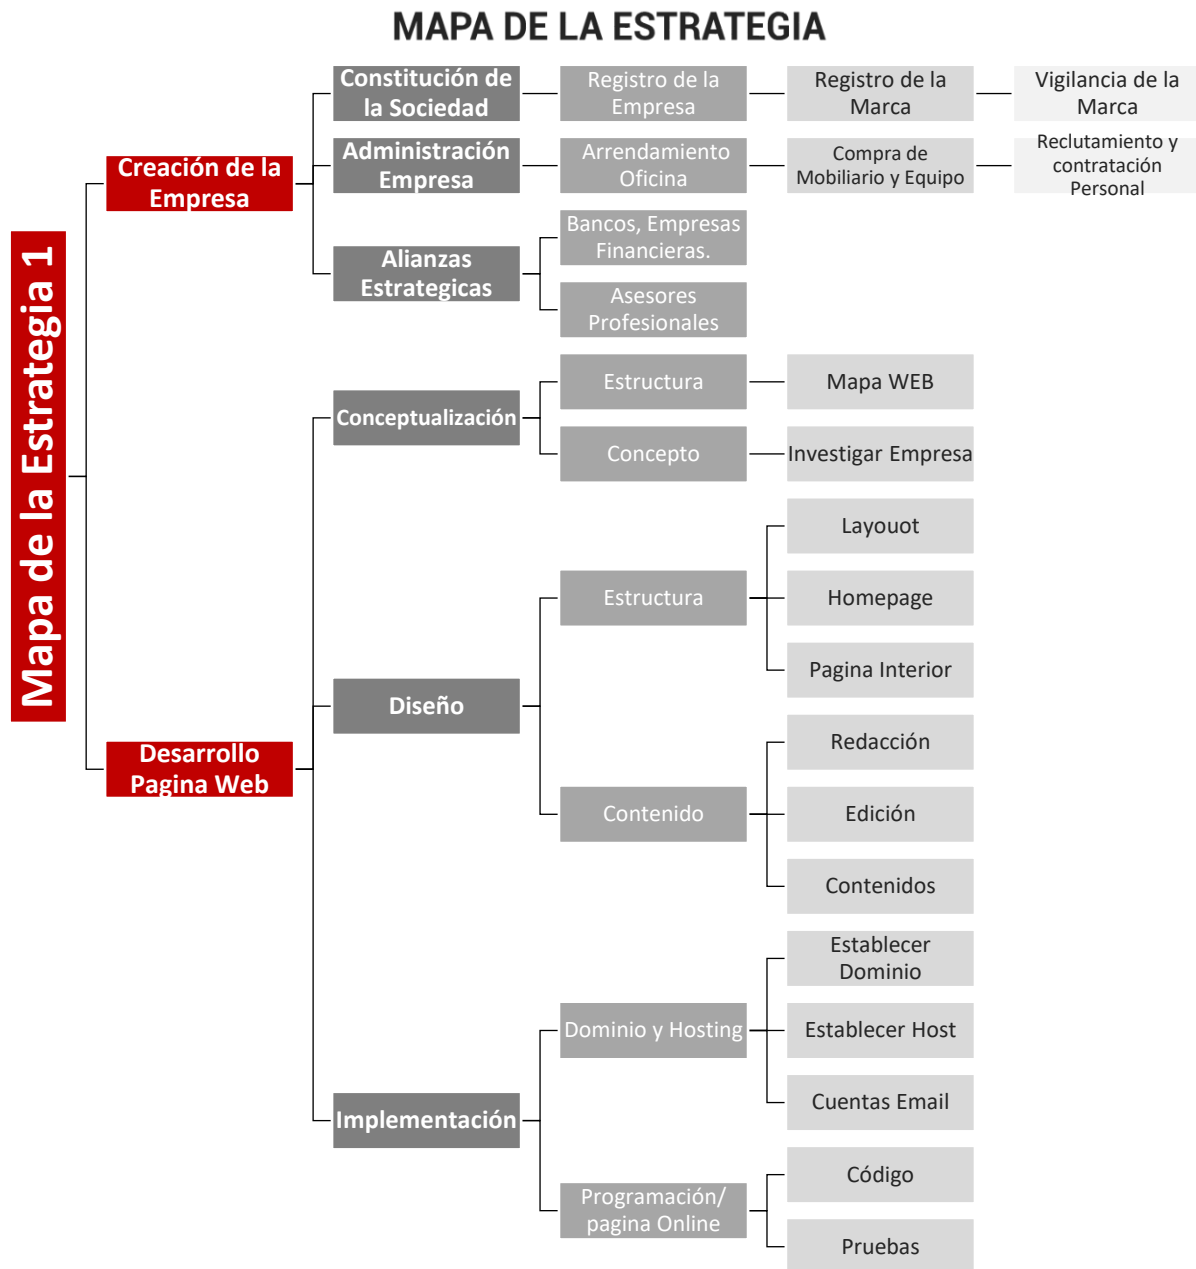 MAPA DE LA ESTRATEGIA
Mapa de la Estrategia 1
Creación de la
Empresa
Constitución de
la Sociedad
Registro de la
Empresa
Registro de la
Marca
Vigilancia de la
Marca
Administración
Empresa
Arrendamiento
Oficina
Compra de
Mobiliario y Equipo
Reclutamiento y
contratación
Personal
Alianzas
Estrategicas
Bancos, Empresas
Financieras.
Asesores
Profesionales
Desarrollo
Pagina Web
Conceptualización
Estructura
Mapa WEB
Concepto
Investigar Empresa
Diseño
Estructura
Layouot
Homepage
Pagina Interior
Contenido
Redacción
Edición
Contenidos
Implementación
Dominio y Hosting
Establecer
Dominio
Establecer Host
Cuentas Email
Programación/
pagina Online
Código
Pruebas